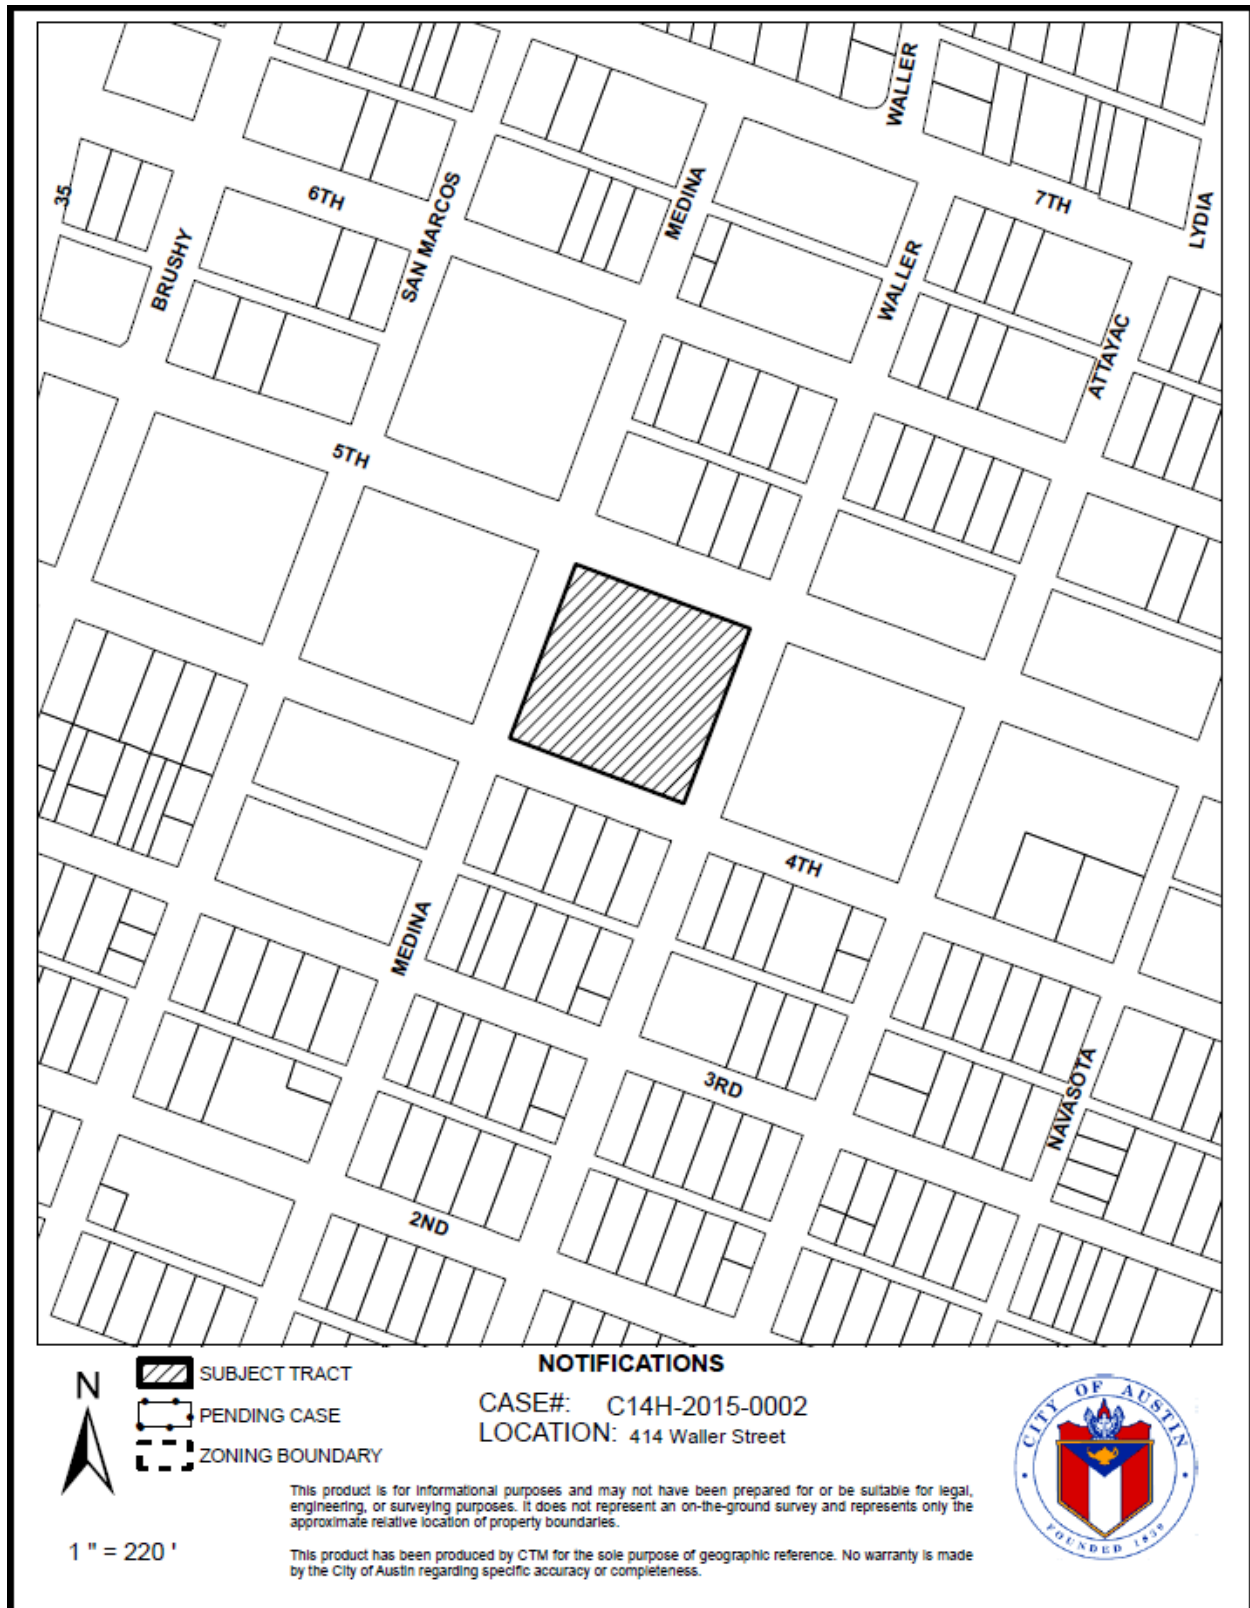 WALLER
35
6TH
SAN MARCOS
MEDINA
7TH
LYDIA
BRUSHY
WALLER
ATTAYAC
5TH
4TH
MEDINA
3RD
NAVASOTA
2ND
N
SUBJECT TRACT
PENDING CASE
ZONING BOUNDARY
1 " = 220 '
NOTIFICATIONS
CASE#: C14H-2015-0002
LOCATION: 414 Waller Street
This product is for informational purposes and may not have been prepared for or be suitable for legal,
engineering, or surveying purposes. It does not represent an on-the-ground survey and represents only the
approximate relative location of property boundaries.
This product has been produced by CTM for the sole purpose of geographic reference. No warranty is made
by the City of Austin regarding specific accuracy or completeness.
CITY OF AUSTIN
FOUNDED 1839